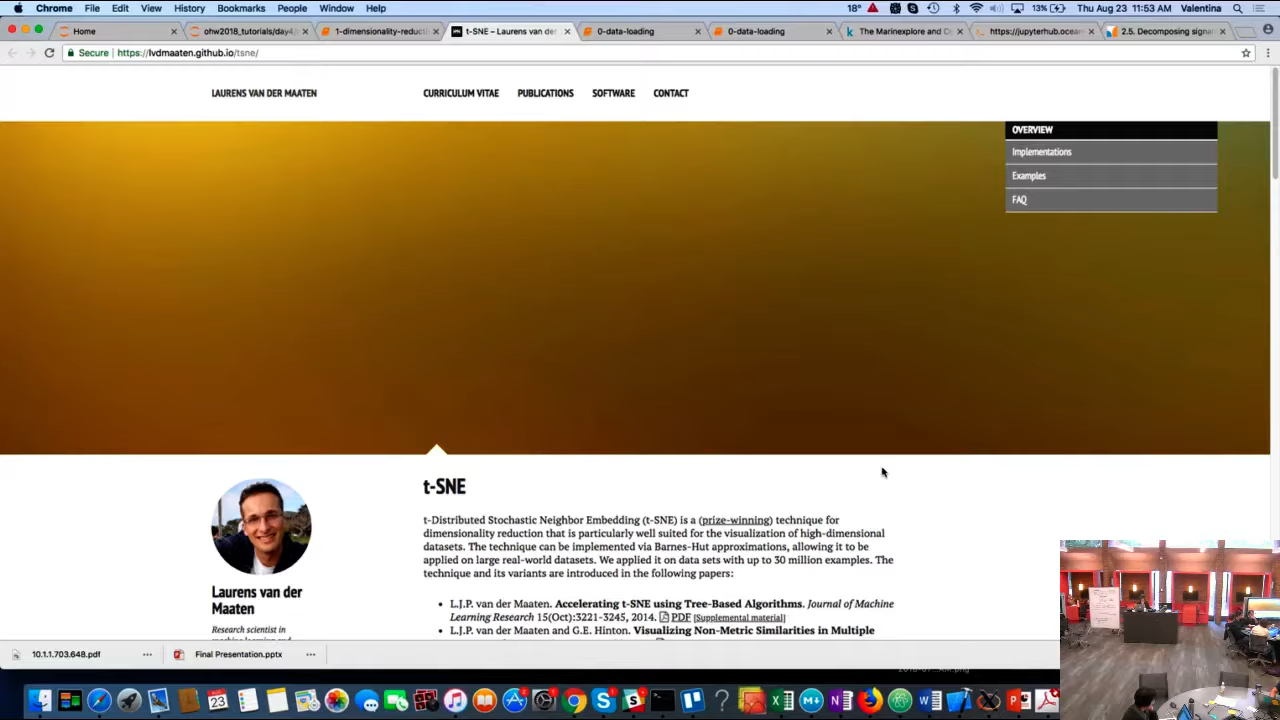 Chrome File Edit View History Bookmarks People Window Help 18° 13% Thu Aug 23 11:53 AM Valentina
Home ohw2018_tutorials/day4/ 1-dimensionality-reducti t-SNE – Laurens van der 0-data-loading 0-data-loading The Marinexplore and Co https://jupyterhub.ocean 2.5. Decomposing signa
Secure https://lvdmaaten.github.io/tsne/
LAURENS VAN DER MAATEN CURRICULUM VITAE PUBLICATIONS SOFTWARE CONTACT
OVERVIEW
Implementations
Examples
FAQ
t-SNE
t-Distributed Stochastic Neighbor Embedding (t-SNE) is a (prize-winning) technique for
dimensionality reduction that is particularly well suited for the visualization of high-dimensional
datasets. The technique can be implemented via Barnes-Hut approximations, allowing it to be
applied on large real-world datasets. We applied it on data sets with up to 30 million examples. The
technique and its variants are introduced in the following papers:
• L.J.P. van der Maaten. Accelerating t-SNE using Tree-Based Algorithms. Journal of Machine
Learning Research 15(Oct):3221-3245, 2014. PDF [Supplemental material]
• L.J.P. van der Maaten and G.E. Hinton. Visualizing Non-Metric Similarities in Multiple
Laurens van der
Maaten
Research scientist in
10.1.1.703.648.pdf Final Presentation.pptx
23